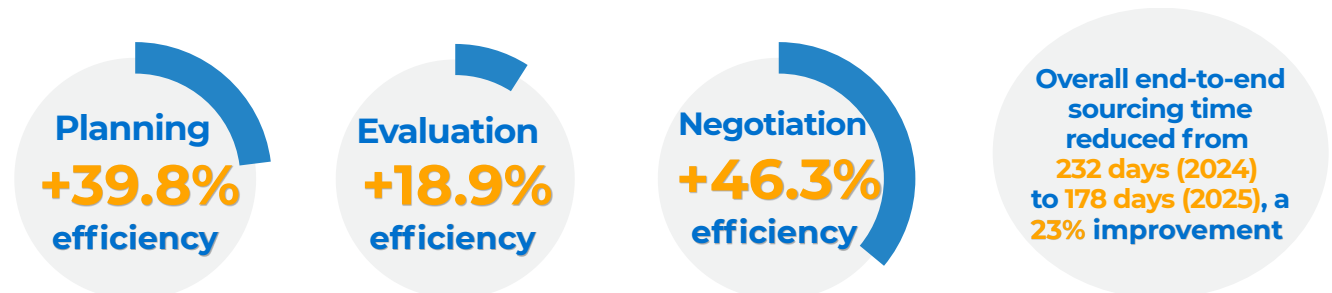 Planning
+39.8%
efficiency
Evaluation
+18.9%
efficiency
Negotiation
+46.3%
efficiency
Overall end-to-end
sourcing time
reduced from
232 days (2024)
to 178 days (2025), a
23% improvement